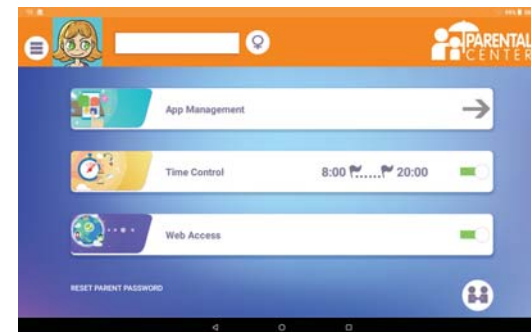 PARENTAL
CENTER
App Management
Time Control
8:00 ...... 20:00
Web Access
RESET PARENT PASSWORD